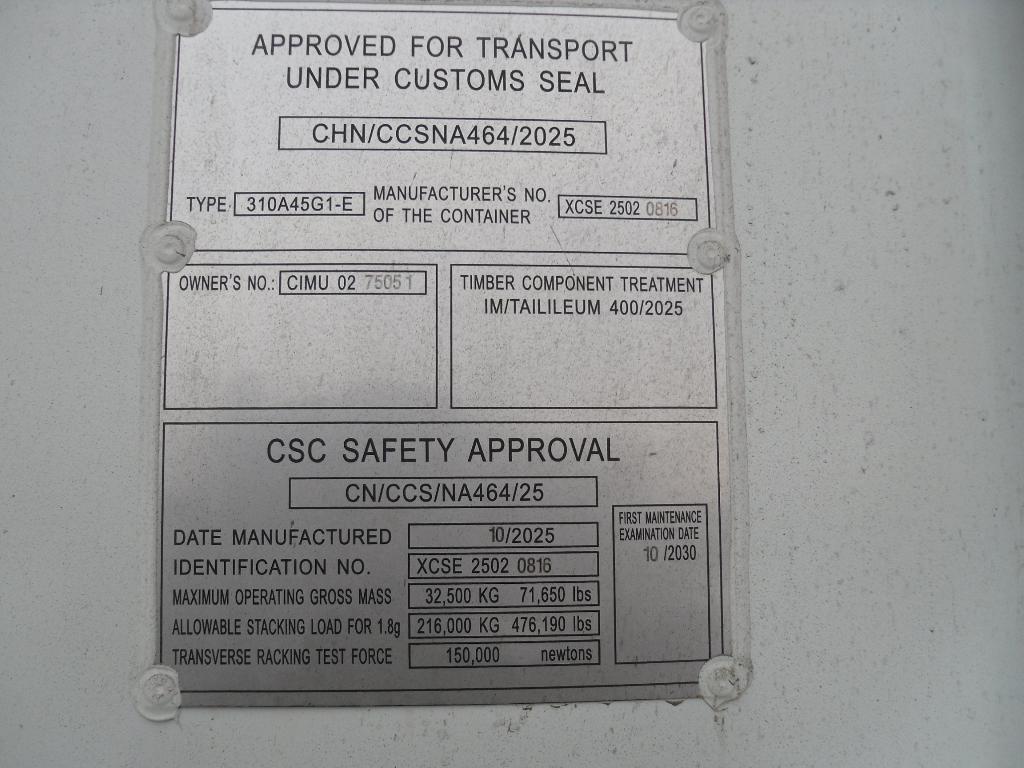 APPROVED FOR TRANSPORT
UNDER CUSTOMS SEAL
CHN/CCSNA464/2025
TYPE: 310A45G1-E MANUFACTURER'S NO. OF THE CONTAINER XCSE 2502 0816
OWNER'S NO.: CIMU 02 75051
TIMBER COMPONENT TREATMENT
IM/TAILILEUM 400/2025
CSC SAFETY APPROVAL
CN/CCS/NA464/25
DATE MANUFACTURED 10/2025
IDENTIFICATION NO. XCSE 2502 0816
MAXIMUM OPERATING GROSS MASS 32,500 KG 71,650 lbs
ALLOWABLE STACKING LOAD FOR 1.8g 216,000 KG 476,190 lbs
TRANSVERSE RACKING TEST FORCE 150,000 newtons
FIRST MAINTENANCE
EXAMINATION DATE
10 /2030